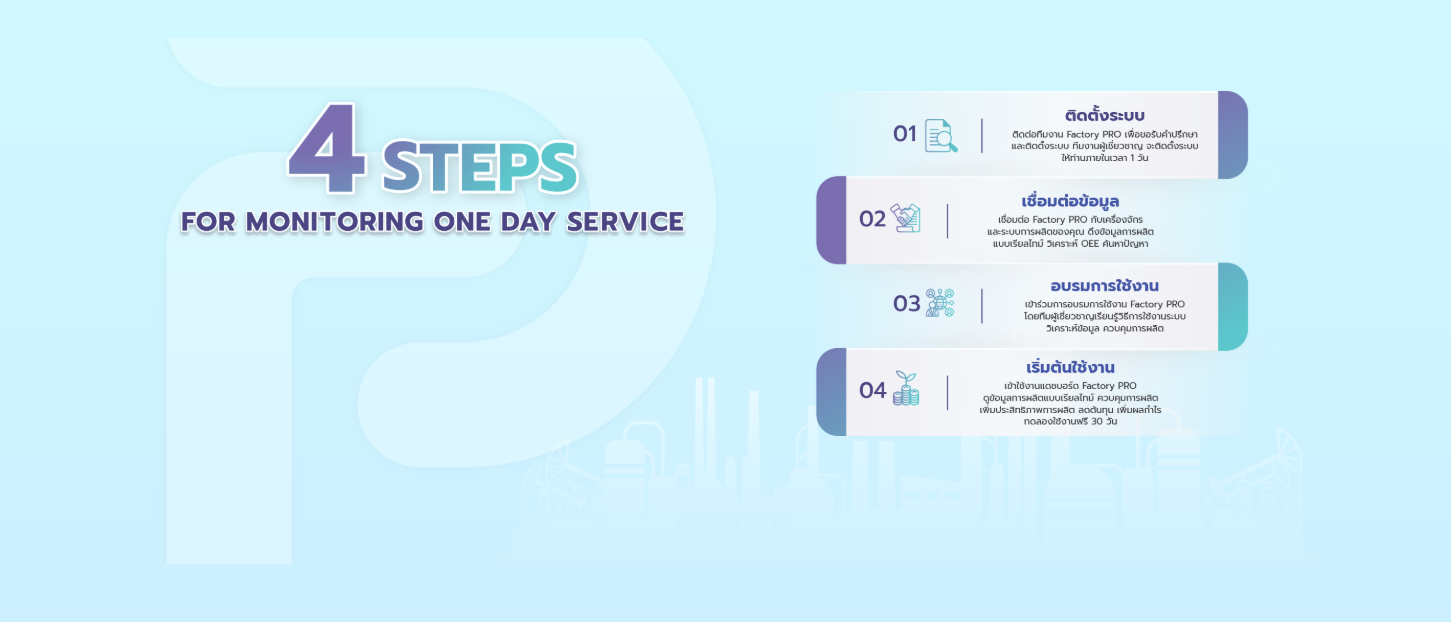 4 STEPS
FOR MONITORING ONE DAY SERVICE
01
ติดตั้งระบบ
ติดต่อทีมงาน Factory PRO เพื่อขอรับคำปรึกษา
และติดตั้งระบบ ทีมงานผู้เชี่ยวชาญ จะติดตั้งระบบ
ให้ท่านภายในเวลา 1 วัน
02
เชื่อมต่อข้อมูล
เชื่อมต่อ Factory PRO กับเครื่องจักร
และระบบการผลิตของคุณ ดึงข้อมูลการผลิต
แบบเรียลไทม์ วิเคราะห์ OEE ค้นหาปัญหา
03
อบรมการใช้งาน
เข้าร่วมการอบรมการใช้งาน Factory PRO
โดยทีมผู้เชี่ยวชาญเรียนรู้วิธีการใช้งานระบบ
วิเคราะห์ข้อมูล ควบคุมการผลิต
04
เริ่มต้นใช้งาน
เข้าใช้งานแดชบอร์ด Factory PRO
ดูข้อมูลการผลิตแบบเรียลไทม์ ควบคุมการผลิต
เพิ่มประสิทธิภาพการผลิต ลดต้นทุน เพิ่มผลกำไร
ทดลองใช้งานฟรี 30 วัน